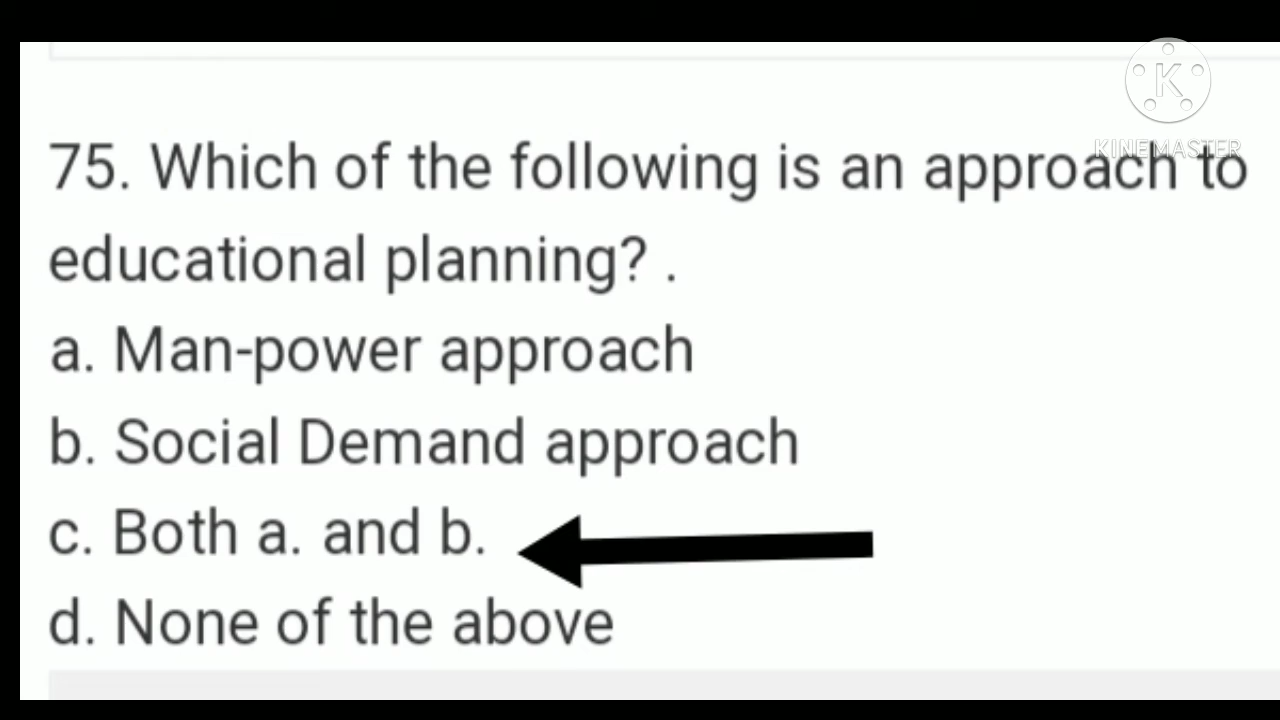 K
KINEMASTER
75. Which of the following is an approach to
educational planning? .
a. Man-power approach
b. Social Demand approach
c. Both a. and b.
d. None of the above